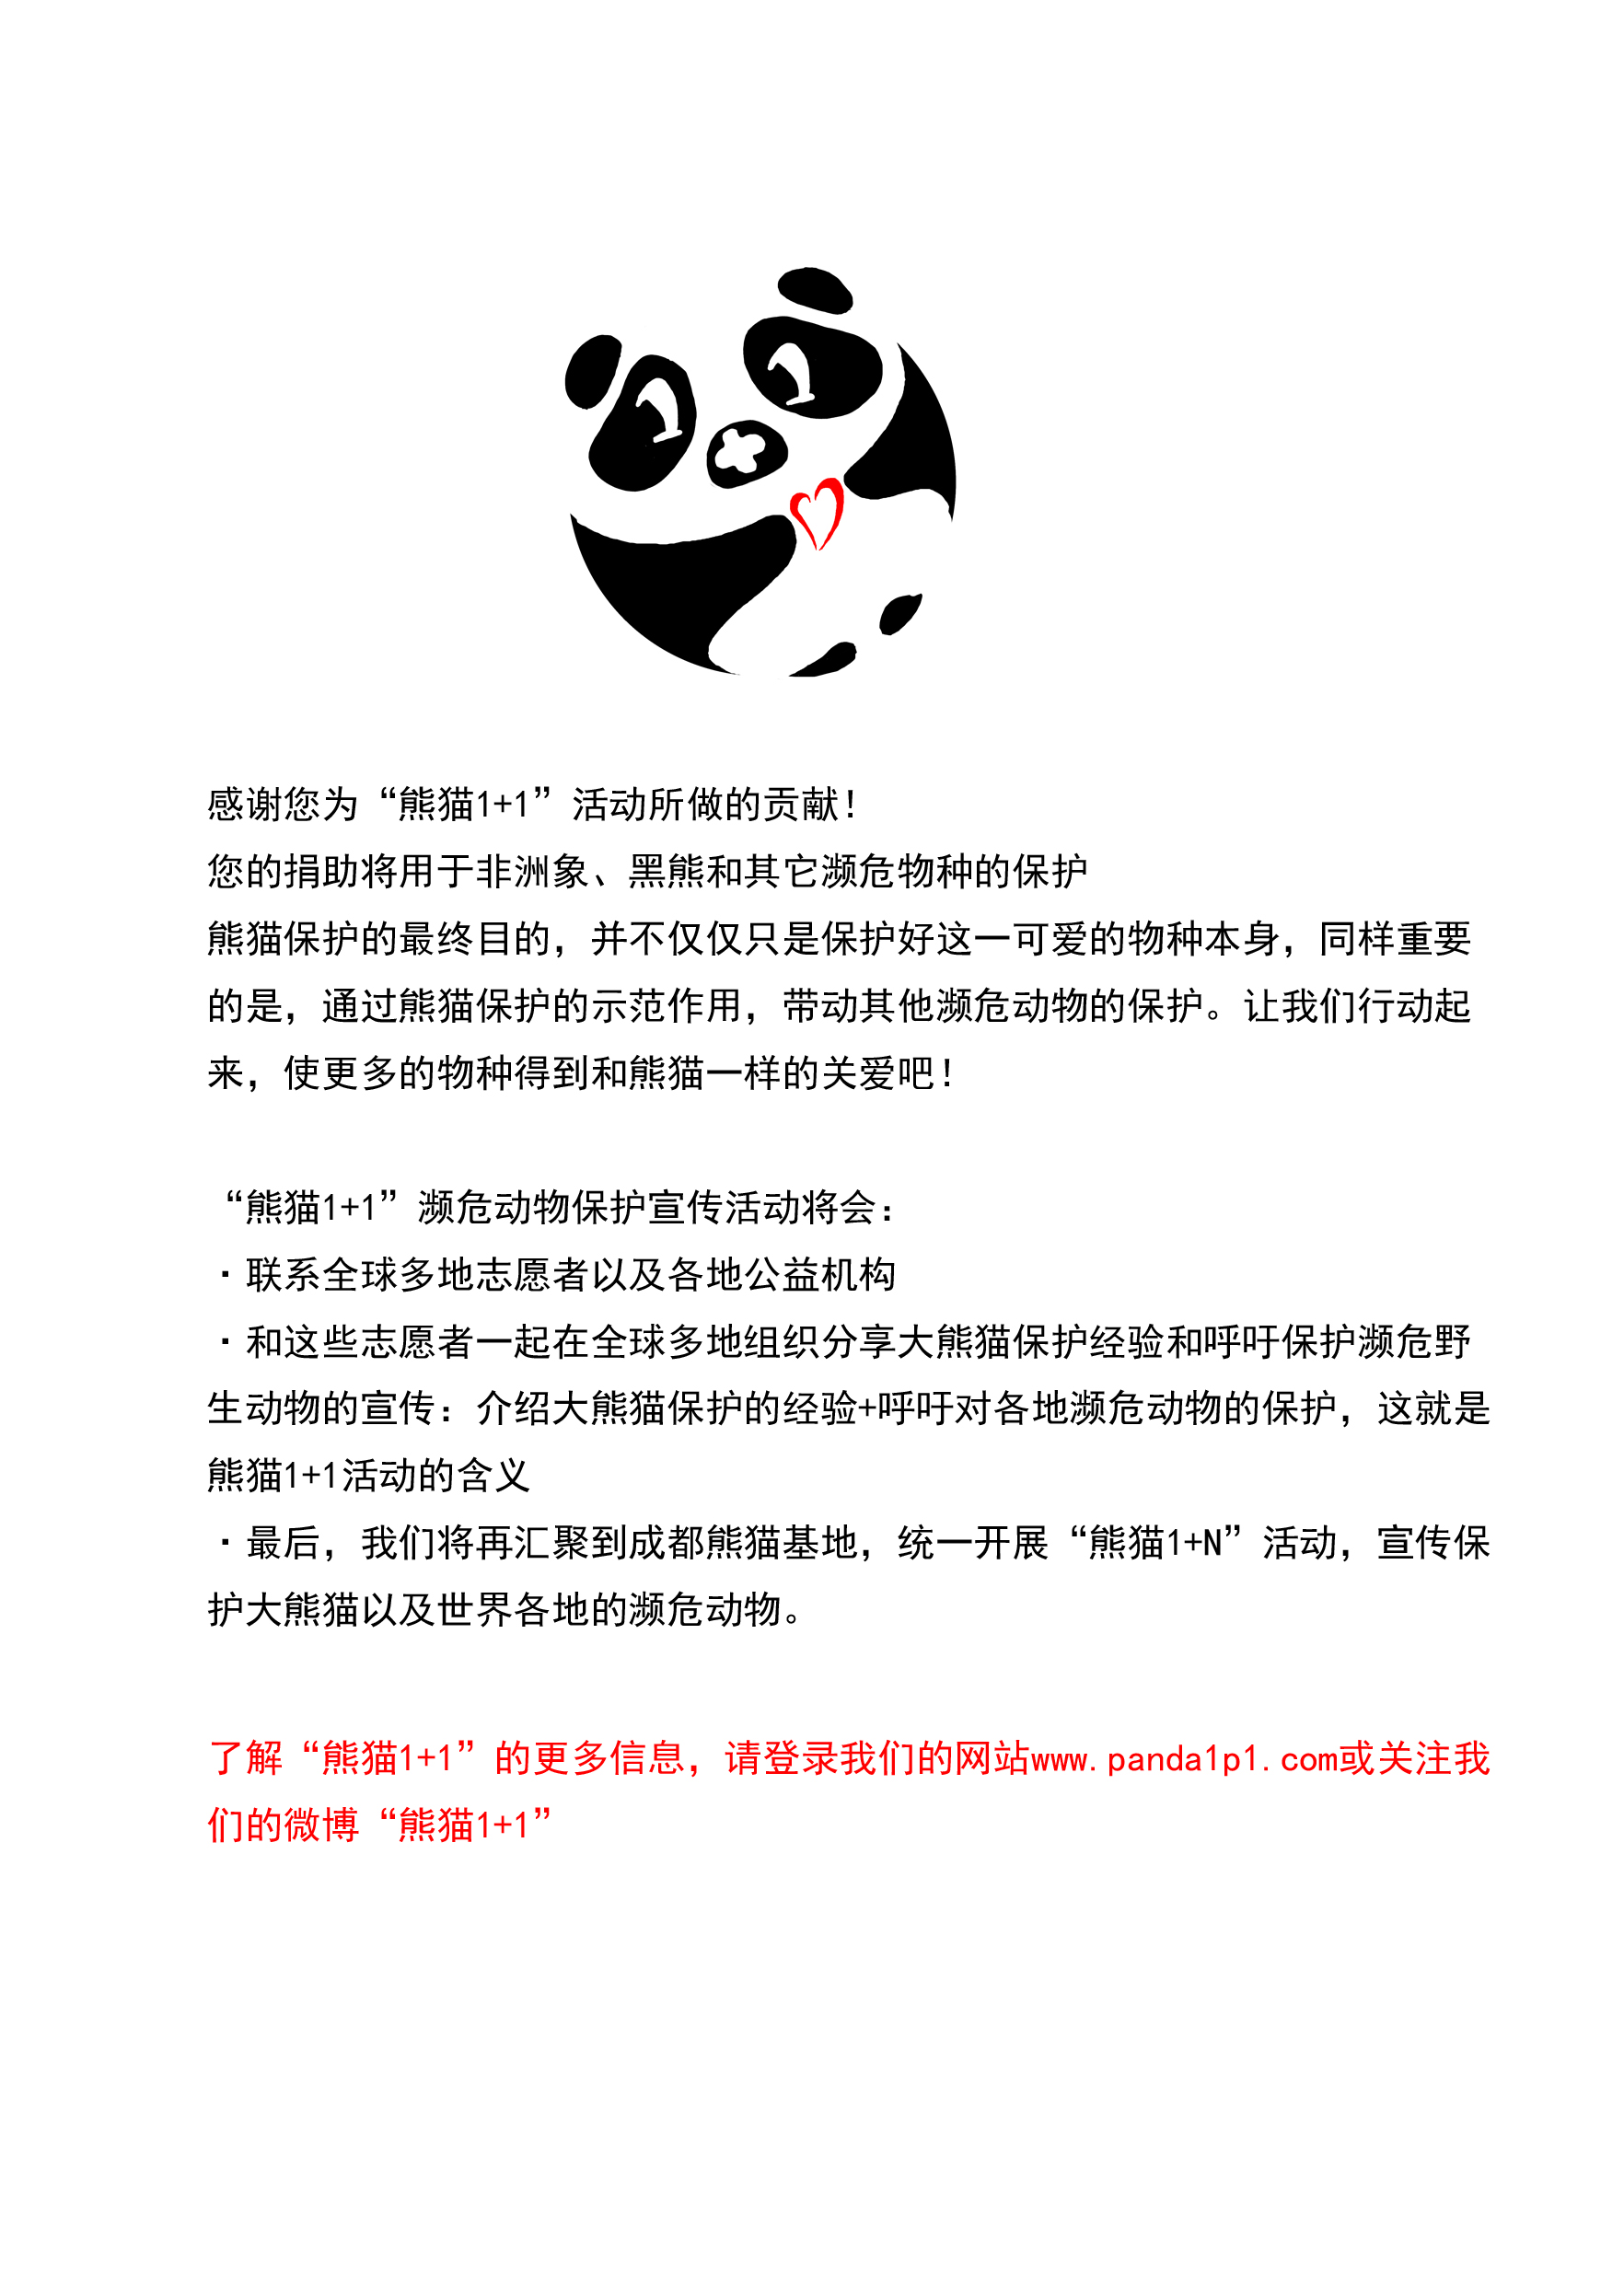 感谢您为“熊猫1+1”活动所做的贡献！
您的捐助将用于非洲象、黑熊和其它濒危物种的保护
熊猫保护的最终目的，并不仅仅只是保护好这一可爱的物种本身，同样重要
的是，通过熊猫保护的示范作用，带动其他濒危动物的保护。让我们行动起
来，使更多的物种得到和熊猫一样的关爱吧！
“熊猫1+1”濒危动物保护宣传活动将会：
·联系全球多地志愿者以及各地公益机构
·和这些志愿者一起在全球多地组织分享大熊猫保护经验和呼吁保护濒危野
生动物的宣传：介绍大熊猫保护的经验+呼吁对各地濒危动物的保护，这就是
熊猫1+1活动的含义
·最后，我们将再汇聚到成都熊猫基地，统一开展“熊猫1+N”活动，宣传保
护大熊猫以及世界各地的濒危动物。
了解“熊猫1+1”的更多信息，请登录我们的网站www.panda1p1.com或关注我
们的微博“熊猫1+1”